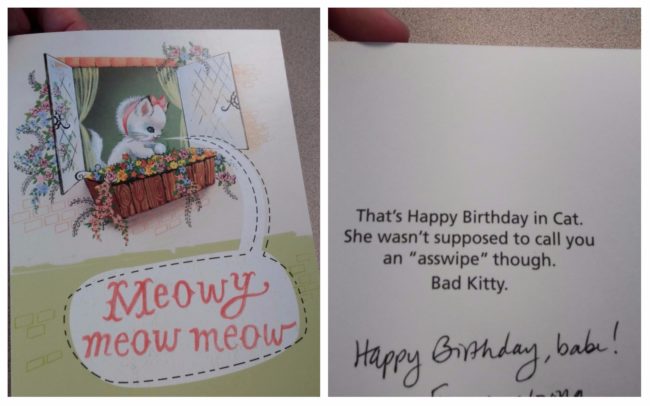 Meowy
meow meow
That's Happy Birthday in Cat.
She wasn't supposed to call you
an "asswipe" though.
Bad Kitty.
Happy Birthday, babe!